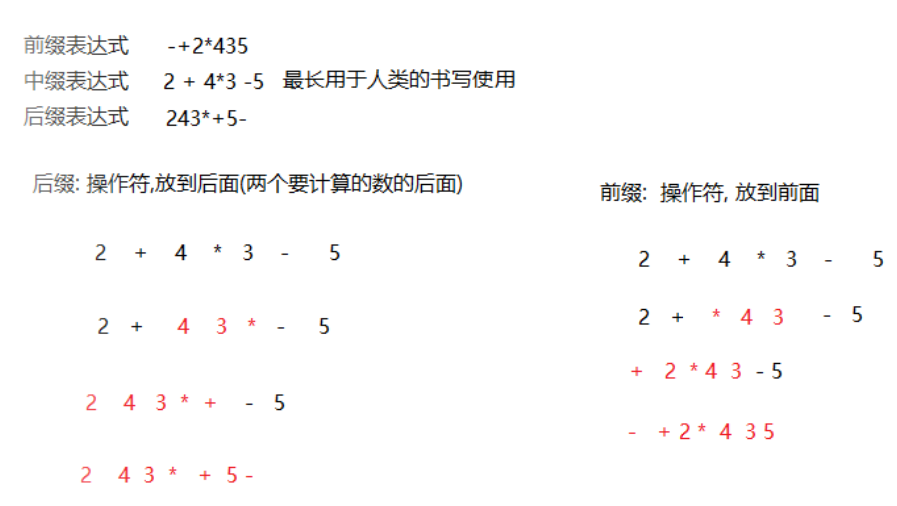 前缀表达式 -+2*435
中缀表达式 2 + 4*3 -5 最长用于人类的书写使用
后缀表达式 243*+5-
后缀: 操作符,放到后面(两个要计算的数的后面)
2 + 4 * 3 - 5
2 + 4 3 * - 5
2 4 3 * + - 5
2 4 3 * + 5 -
前缀: 操作符, 放到前面
2 + 4 * 3 - 5
2 + * 4 3 - 5
+ 2 * 4 3 - 5
- + 2 * 4 3 5